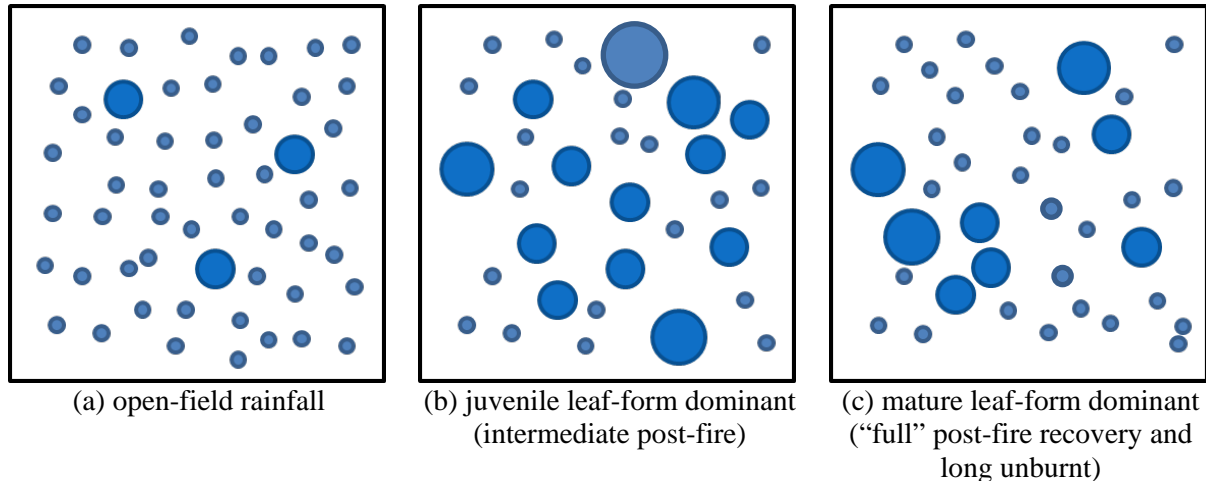 (a) open-field rainfall
(b) juvenile leaf-form dominant
(intermediate post-fire)
(c) mature leaf-form dominant
(“full” post-fire recovery and
long unburnt)